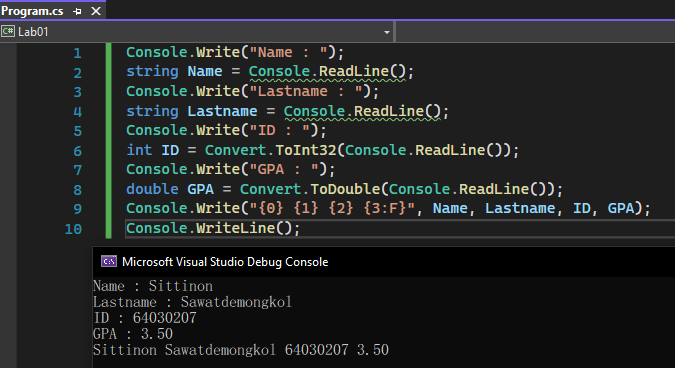 Program.cs
C# Lab01
1 Console.Write("Name : ");
2 string Name = Console.ReadLine();
3 Console.Write("Lastname : ");
4 string Lastname = Console.ReadLine();
5 Console.Write("ID : ");
6 int ID = Convert.ToInt32(Console.ReadLine());
7 Console.Write("GPA : ");
8 double GPA = Convert.ToDouble(Console.ReadLine());
9 Console.Write("{0} {1} {2} {3:F}", Name, Lastname, ID, GPA);
10 Console.WriteLine();
C:\ Microsoft Visual Studio Debug Console
Name : Sittinon
Lastname : Sawatdemongkol
ID : 64030207
GPA : 3.50
Sittinon Sawatdemongkol 64030207 3.50